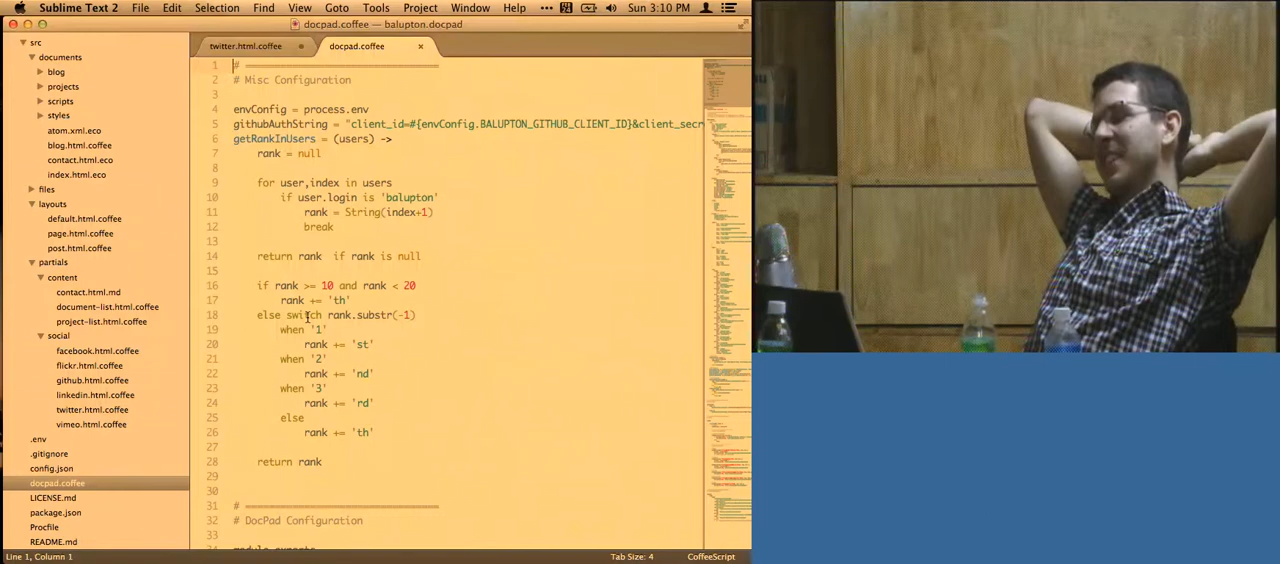 Sublime Text 2 File Edit Selection Find View Goto Tools Project Window Help Sun 3:10 PM
docpad.coffee — balupton.docpad
src
documents
blog
projects
scripts
styles
atom.xml.eco
blog.html.coffee
contact.html.eco
index.html.eco
files
layouts
default.html.coffee
page.html.coffee
post.html.coffee
partials
content
contact.html.md
document-list.html.coffee
project-list.html.coffee
social
facebook.html.coffee
flickr.html.coffee
github.html.coffee
linkedin.html.coffee
twitter.html.coffee
vimeo.html.coffee
.env
.gitignore
config.json
docpad.coffee
LICENSE.md
package.json
Procfile
README.md
twitter.html.coffee docpad.coffee
1 # ==================================
2 # Misc Configuration
3
4 envConfig = process.env
5 githubAuthString = "client_id=#{envConfig.BALUPTON_GITHUB_CLIENT_ID}&client_secr
6 getRankInUsers = (users) ->
7 rank = null
8
9 for user,index in users
10 if user.login is 'balupton'
11 rank = String(index+1)
12 break
13
14 return rank if rank is null
15
16 if rank >= 10 and rank < 20
17 rank += 'th'
18 else switch rank.substr(-1)
19 when '1'
20 rank += 'st'
21 when '2'
22 rank += 'nd'
23 when '3'
24 rank += 'rd'
25 else
26 rank += 'th'
27
28 return rank
29
30
31 # ==================================
32 # DocPad Configuration
33
34 module.exports
Line 1, Column 1 Tab Size: 4 CoffeeScript